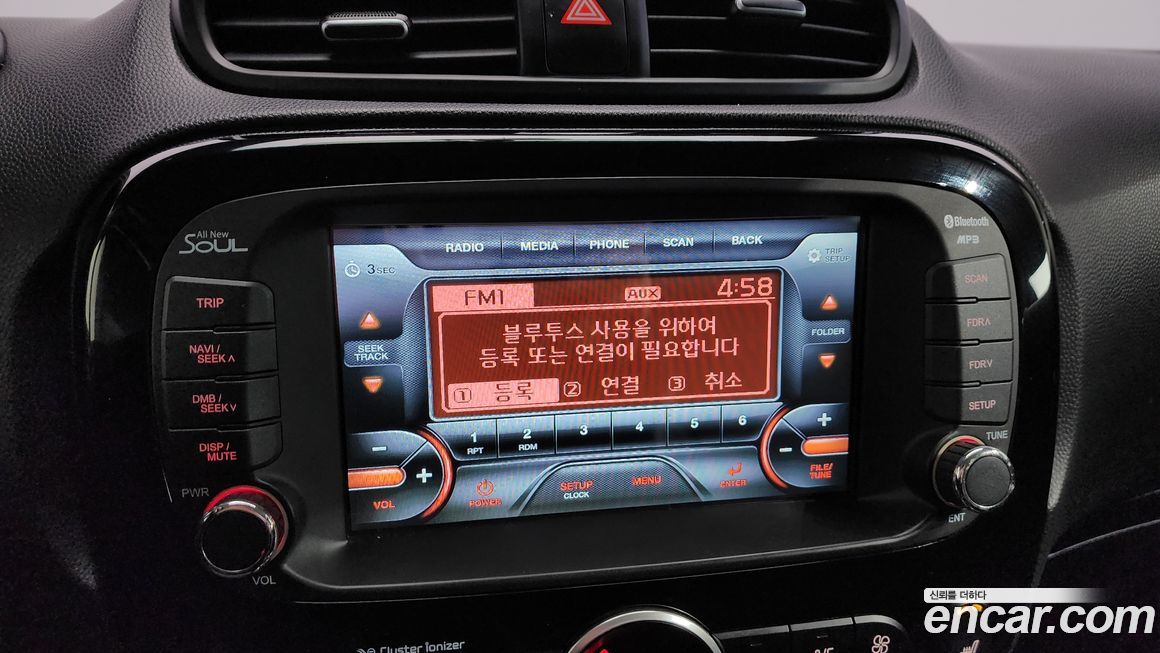 All New
SOUL
Bluetooth
MP3
RADIO
MEDIA
PHONE
SCAN
BACK
3 SEC
TRIP
SETUP
FM1
AUX
4:58
블루투스 사용을 위하여
등록 또는 연결이 필요합니다
1 등록
2 연결
3 취소
SEEK
TRACK
FOLDER
TRIP
NAVI /
SEEK ∧
DMB /
SEEK ∨
DISP /
MUTE
SCAN
FDR∧
FDR∨
SETUP
1
RPT
2
RDM
3
4
5
6
-
+
VOL
POWER
SETUP
CLOCK
MENU
ENTER
+
-
FILE/
TUNE
PWR
VOL
TUNE
ENT
Cluster Ionizer
신뢰를 더하다
encar.com